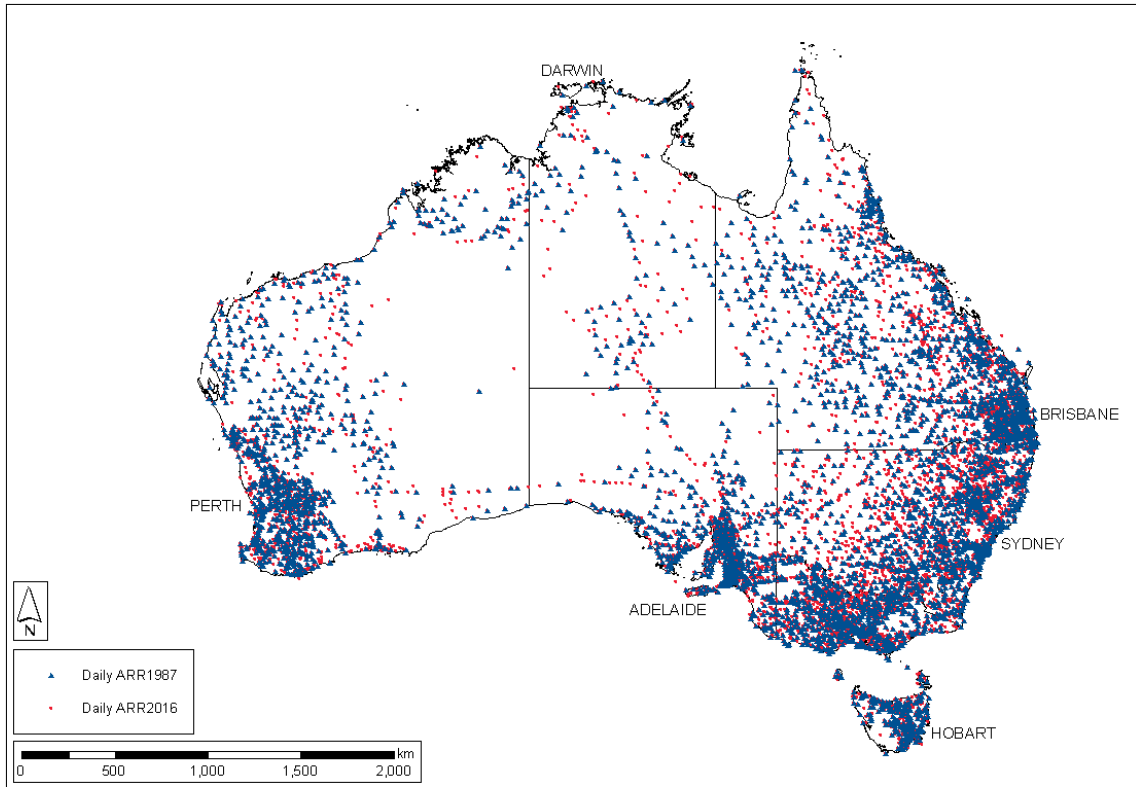 DARWIN
BRISBANE
PERTH
SYDNEY
ADELAIDE
N
Daily ARR1987
Daily ARR2016
HOBART
km
0 500 1,000 1,500 2,000